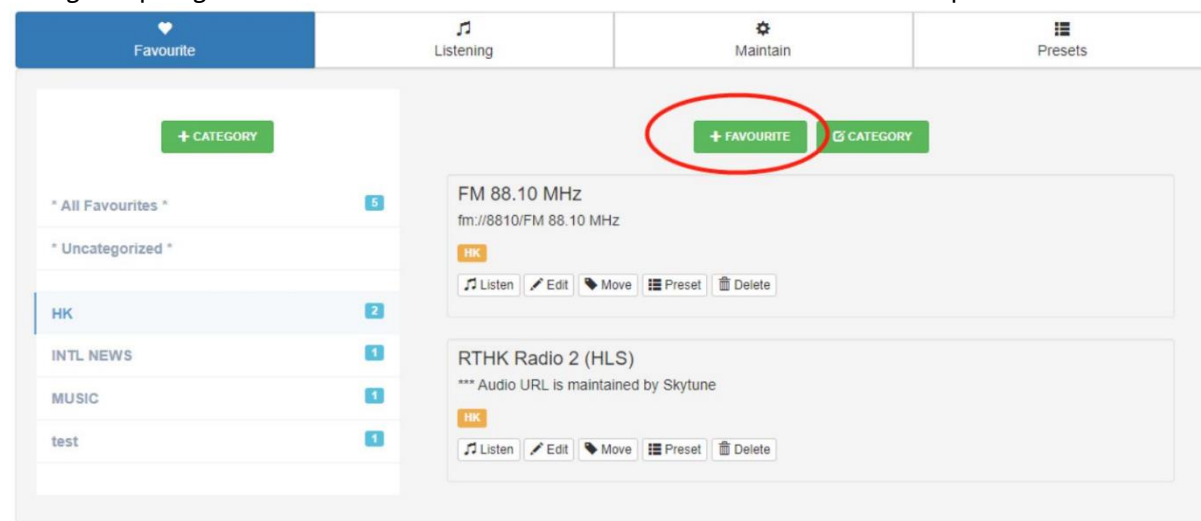 Favourite
Listening
Maintain
Presets
+ CATEGORY
+ FAVOURITE
CATEGORY
* All Favourites * 5
* Uncategorized *
HK 2
INTL NEWS 1
MUSIC 1
test 1
FM 88.10 MHz
fm://8810/FM 88.10 MHz
HK
Listen Edit Move Preset Delete
RTHK Radio 2 (HLS)
*** Audio URL is maintained by Skytune
HK
Listen Edit Move Preset Delete